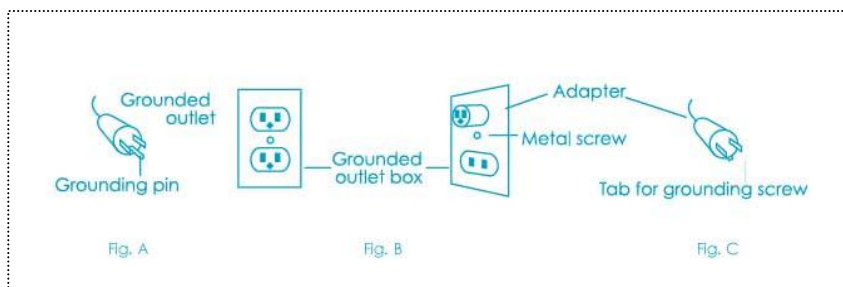 Grounded
outlet
Grounding pin
Grounded
outlet box
Adapter
Metal screw
Tab for grounding screw
Fig. A
Fig. B
Fig. C